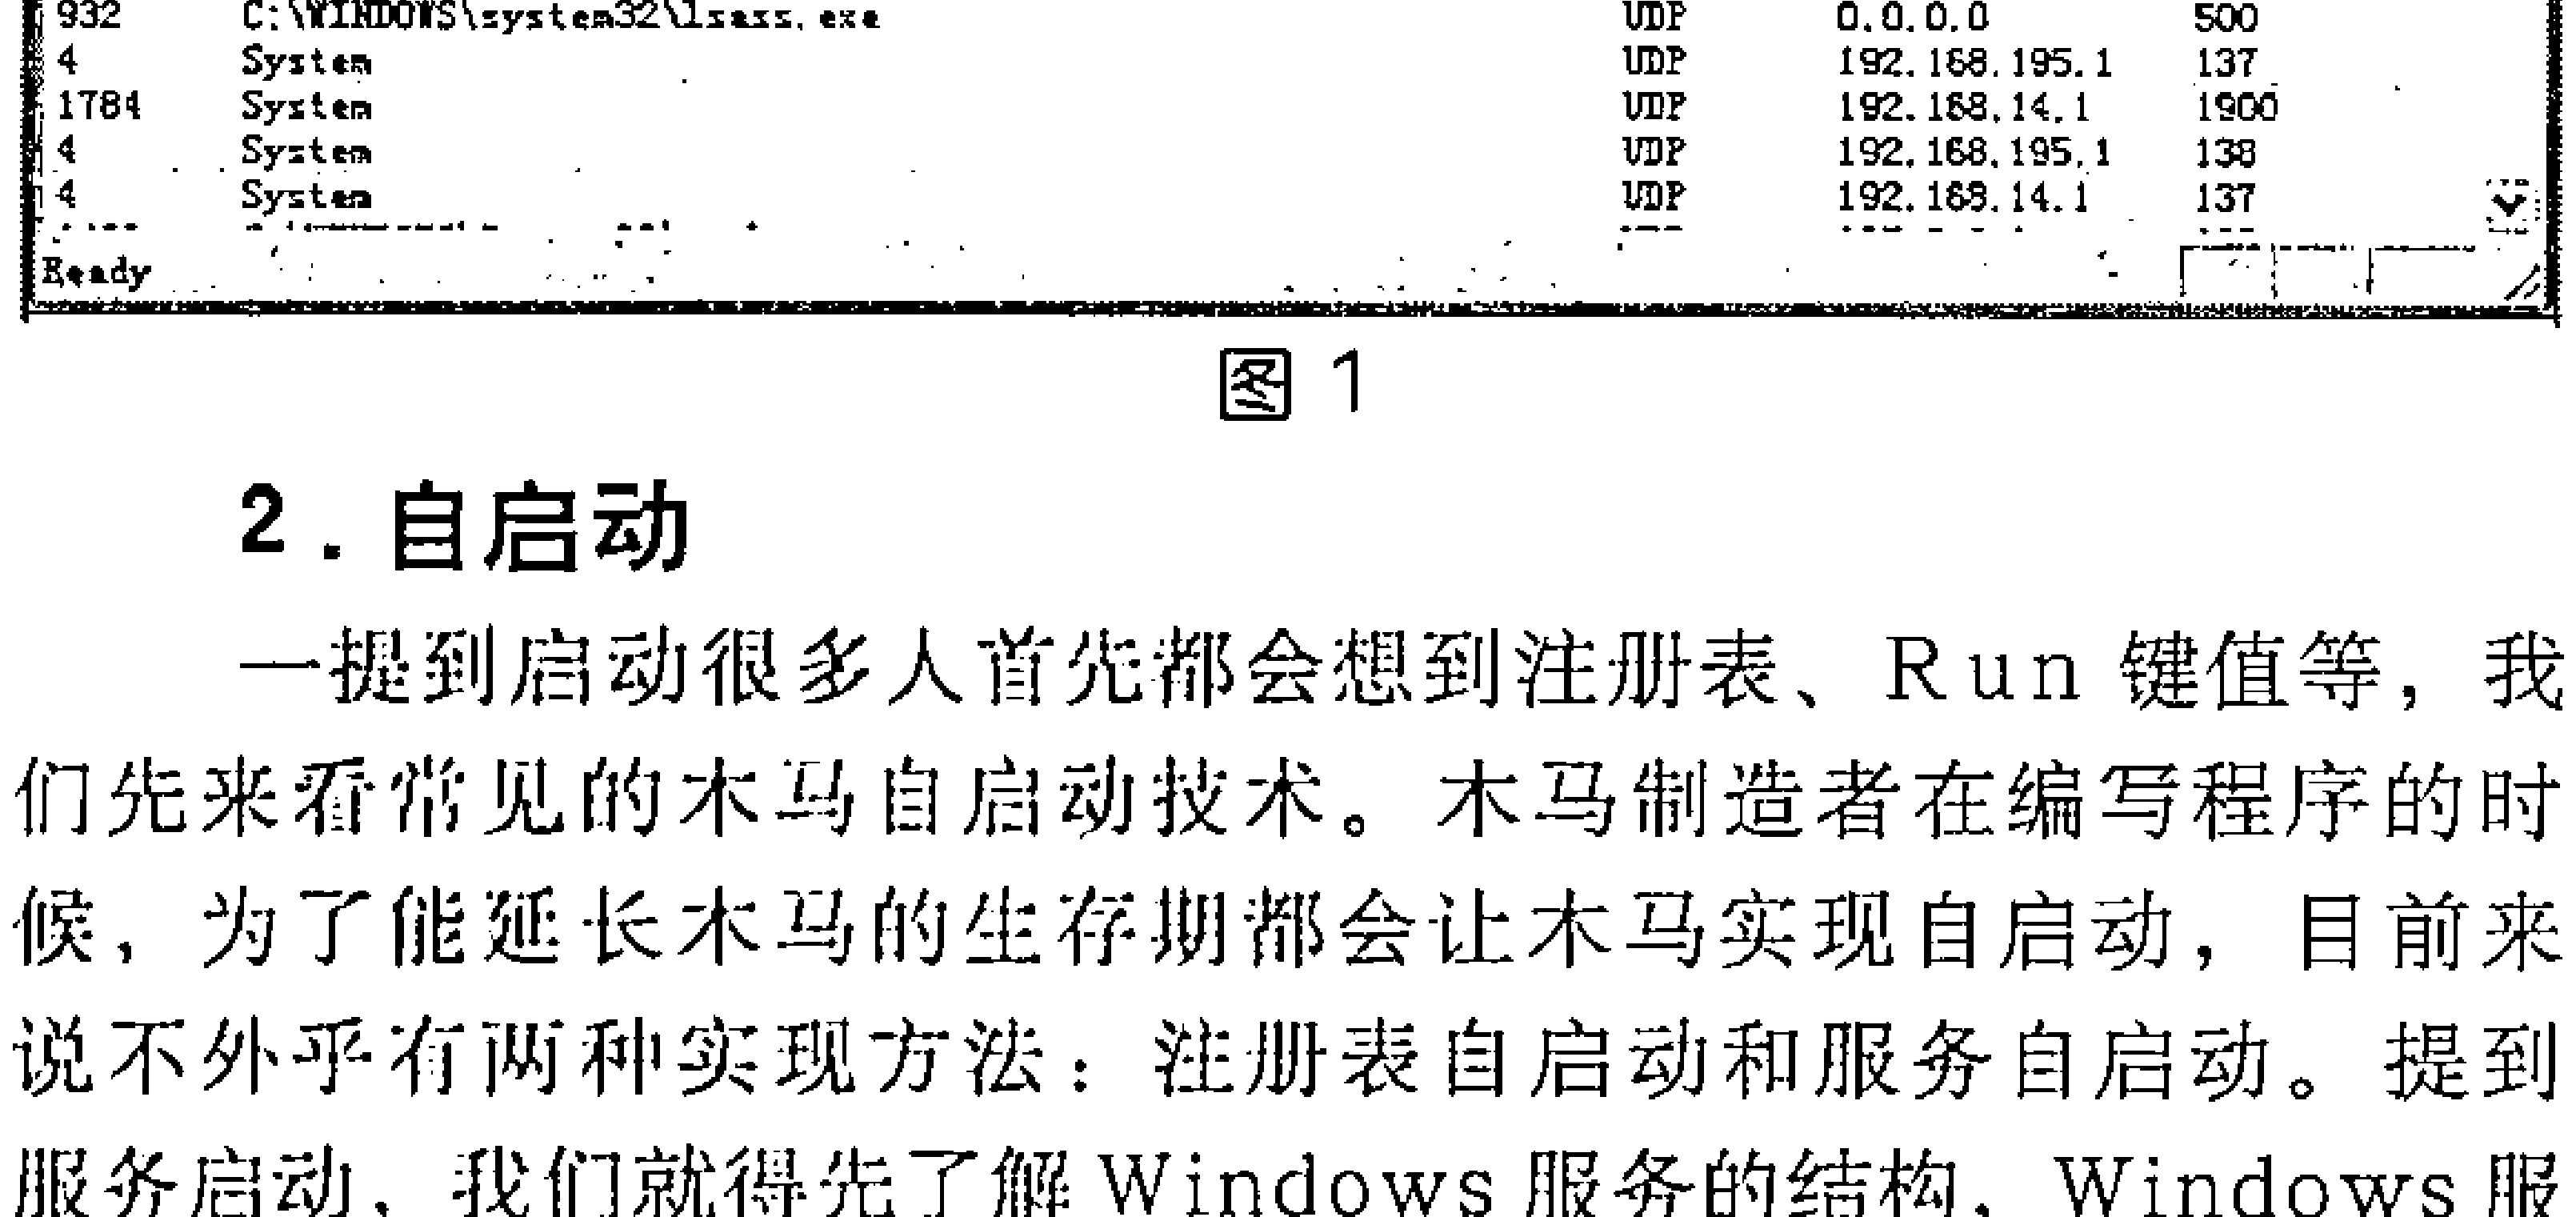 932 C:\WINDOWS\system32\lsass.exe UDP 0.0.0.0 500
4 System UDP 192.168.195.1 137
1784 System UDP 192.168.14.1 1900
4 System UDP 192.168.195.1 138
4 System UDP 192.168.14.1 137
Ready
图 1
2.自启动
一提到启动很多人首先都会想到注册表、Run 键值等，我
们先来看常见的木马自启动技术。木马制造者在编写程序的时
候，为了能延长木马的生存期都会让木马实现自启动，目前来
说不外乎有两种实现方法：注册表自启动和服务自启动。提到
服务启动，我们就得先了解 Windows 服务的结构，Windows 服